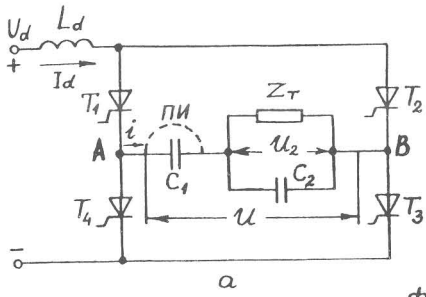 U_d L_d
+ I_d
T_1 ПИ Z_T T_2
A i U_2 B
C_1 C_2
T_4 U T_3
−
а